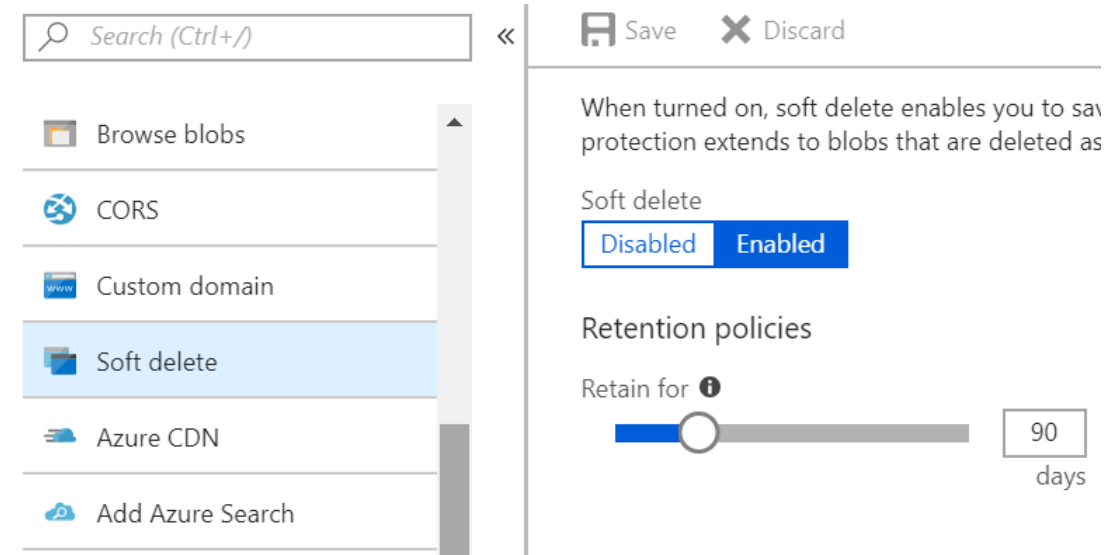 Search (Ctrl+/)
«
Browse blobs
CORS
www
Custom domain
Soft delete
Azure CDN
Add Azure Search
Save
Discard
When turned on, soft delete enables you to sav
protection extends to blobs that are deleted as
Soft delete
Disabled Enabled
Retention policies
Retain for
90
days